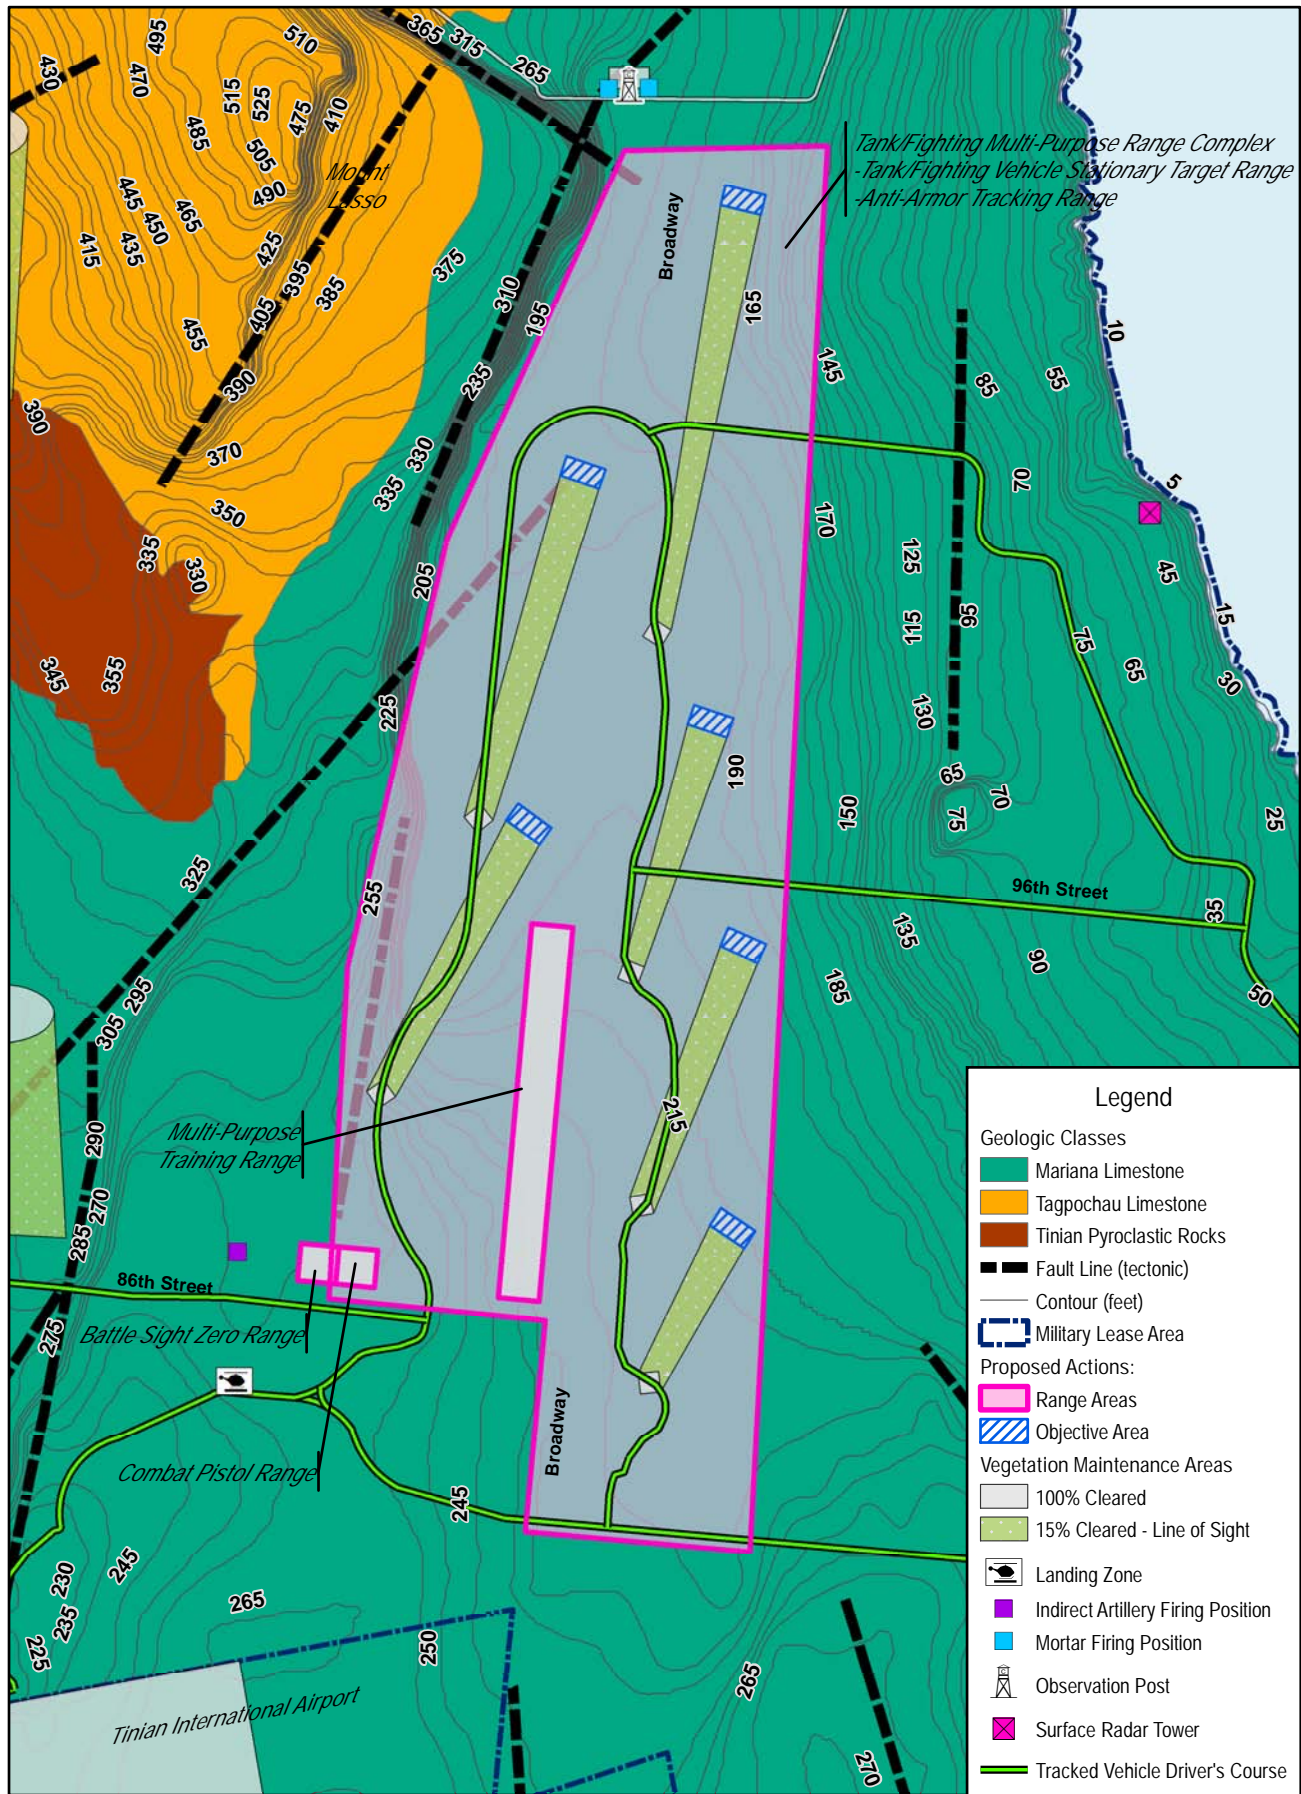 495
510
365
315
265
430
470
515
525
475
410
485
505
490
Mount
Lasso
445
450
465
415
435
425
395
405
385
455
390
375
310
195
235
390
370
350
330
335
335
330
205
345
355
225
325
255
295
305
290
270
285
275
Broadway
Tank/Fighting Multi-Purpose Range Complex
-Tank/Fighting Vehicle Stationary Target Range
-Anti-Armor Tracking Range
165
145
10
55
85
70
5
170
125
115
95
45
15
75
65
30
130
190
65
70
75
150
25
96th Street
35
135
90
185
50
215
Multi-Purpose
Training Range
86th Street
Battle Sight Zero Range
Combat Pistol Range
Broadway
245
230
245
235
225
265
250
265
270
Tinian International Airport
Legend
Geologic Classes
Mariana Limestone
Tagpochau Limestone
Tinian Pyroclastic Rocks
Fault Line (tectonic)
Contour (feet)
Military Lease Area
Proposed Actions:
Range Areas
Objective Area
Vegetation Maintenance Areas
100% Cleared
15% Cleared - Line of Sight
Landing Zone
Indirect Artillery Firing Position
Mortar Firing Position
Observation Post
Surface Radar Tower
Tracked Vehicle Driver's Course